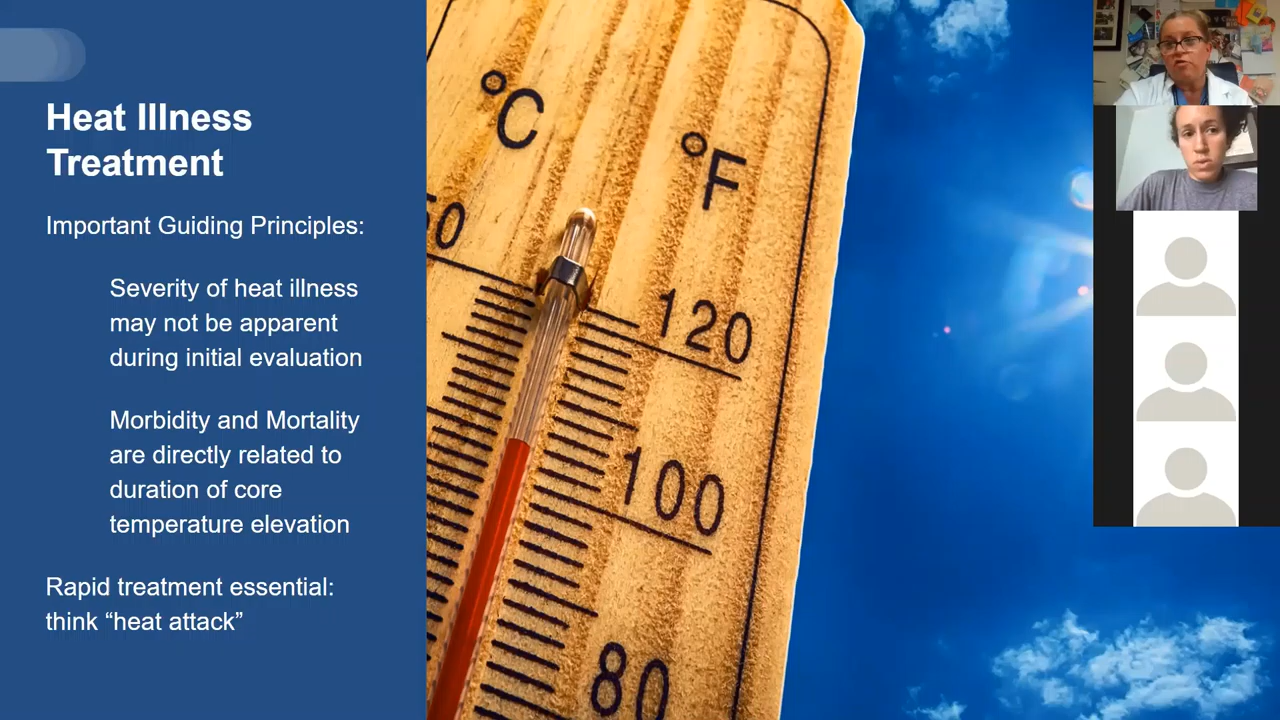 Heat Illness
Treatment
Important Guiding Principles:
Severity of heat illness
may not be apparent
during initial evaluation
Morbidity and Mortality
are directly related to
duration of core
temperature elevation
Rapid treatment essential:
think “heat attack”
°C
°F
50
120
100
80